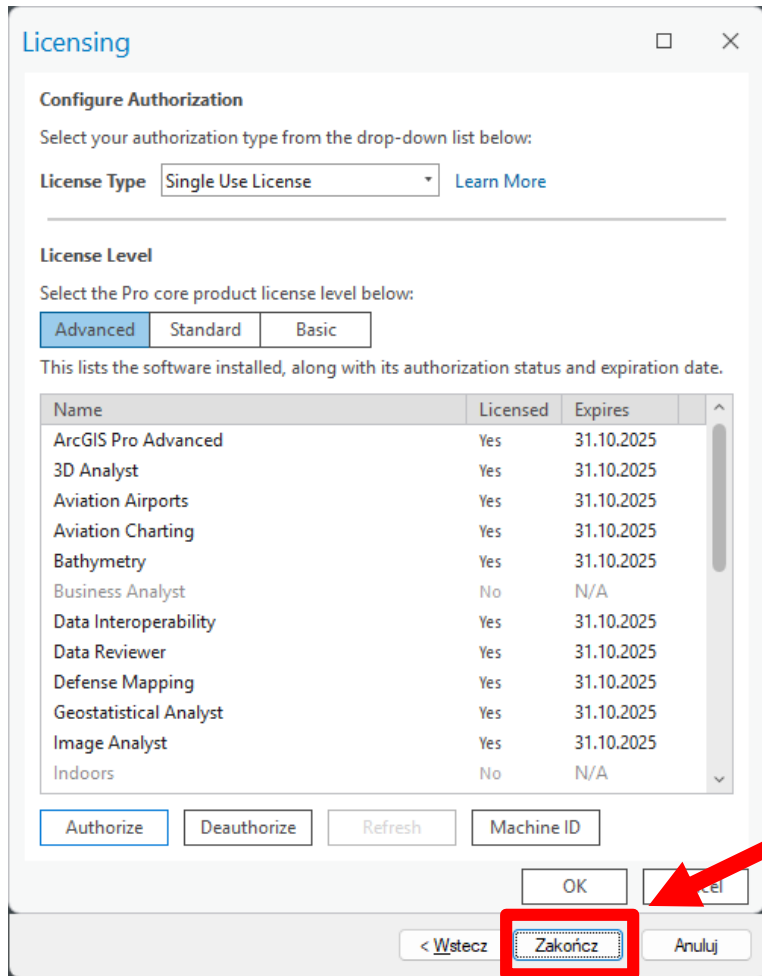 Licensing
Configure Authorization
Select your authorization type from the drop-down list below:
License Type Single Use License Learn More
License Level
Select the Pro core product license level below:
Advanced Standard Basic
This lists the software installed, along with its authorization status and expiration date.
Name Licensed Expires
ArcGIS Pro Advanced Yes 31.10.2025
3D Analyst Yes 31.10.2025
Aviation Airports Yes 31.10.2025
Aviation Charting Yes 31.10.2025
Bathymetry Yes 31.10.2025
Business Analyst No N/A
Data Interoperability Yes 31.10.2025
Data Reviewer Yes 31.10.2025
Defense Mapping Yes 31.10.2025
Geostatistical Analyst Yes 31.10.2025
Image Analyst Yes 31.10.2025
Indoors No N/A
Authorize Deauthorize Refresh Machine ID
OK
< Wstecz Zakończ Anuluj